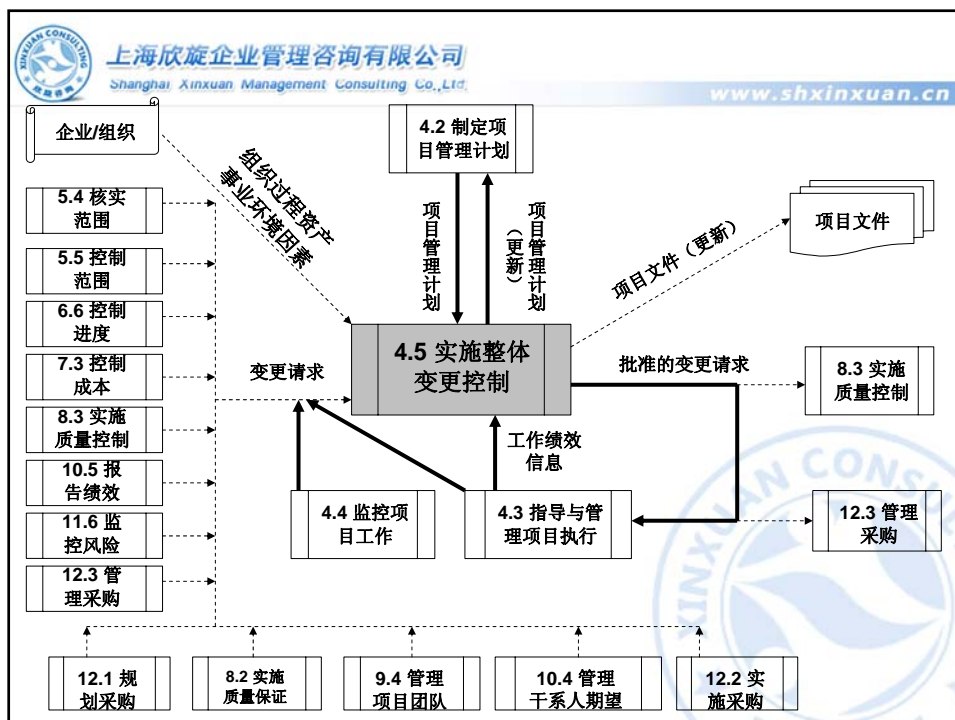 上海欣旋企业管理咨询有限公司
Shanghai Xinxuan Management Consulting Co.,Ltd.
www.shxinxuan.cn
企业/组织
4.2 制定项
目管理计划
组织过程资产
事业环境因素
项目管理计划
项目管理计划
（更新）
项目文件（更新）
项目文件
5.4 核实
范围
5.5 控制
范围
6.6 控制
进度
7.3 控制
成本
8.3 实施
质量控制
10.5 报
告绩效
11.6 监
控风险
12.3 管
理采购
变更请求
4.5 实施整体
变更控制
批准的变更请求
8.3 实施
质量控制
工作绩效
信息
4.4 监控项
目工作
4.3 指导与管
理项目执行
12.3 管理
采购
12.1 规
划采购
8.2 实施
质量保证
9.4 管理
项目团队
10.4 管理
干系人期望
12.2 实
施采购
XINXUAN CONSU